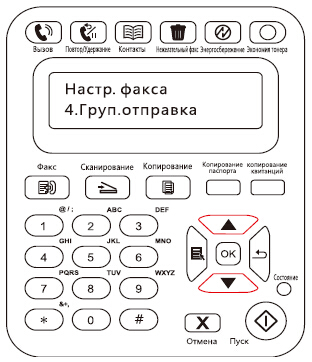 Вызов Повтор/Удержание Контакты Нежелательный факс Энергосбережение Экономия тонера
Настр. факса
4.Груп.отправка
Факс Сканирование Копирование Копирование паспорта копирование квитанций
@/: ABC DEF
1 2 3
GHI JKL MNO
4 5 6
OK
PQRS TUV WXYZ
7 8 9
Состояние
&+,
* 0 #
X
Отмена Пуск